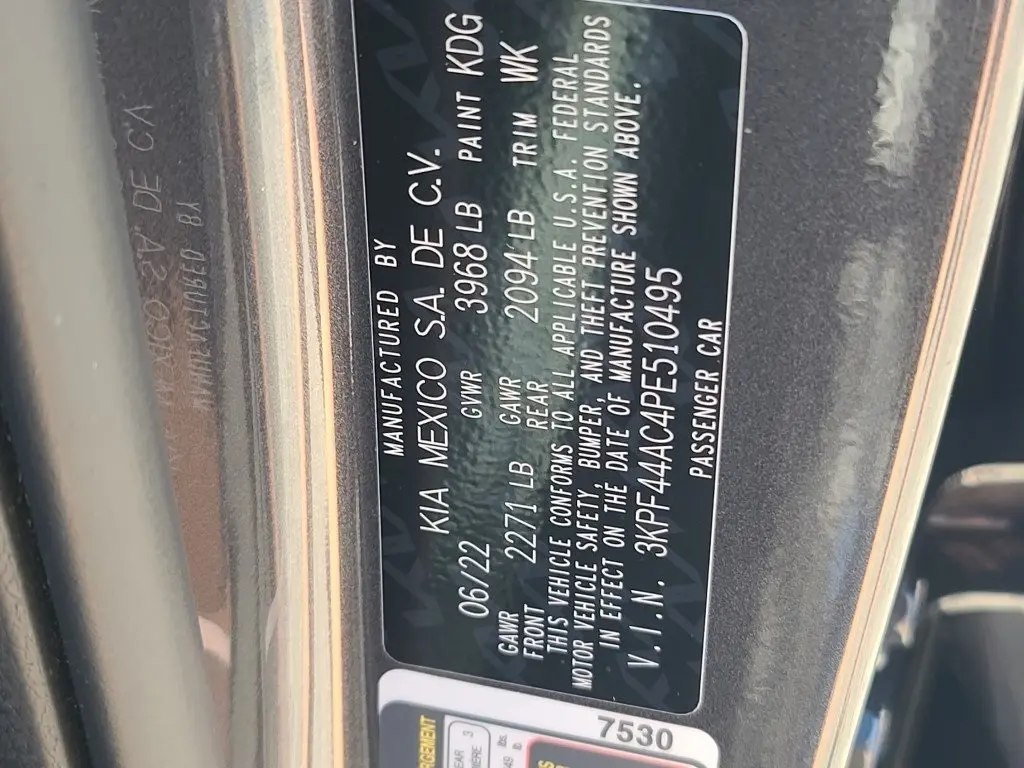 MANUFACTURED BY
KIA MEXICO S.A. DE C.V.
06/22 GVWR 3968 LB PAINT KDG
GAWR FRONT 2271 LB GAWR REAR 2094 LB TRIM WK
THIS VEHICLE CONFORMS TO ALL APPLICABLE U.S.A. FEDERAL
MOTOR VEHICLE SAFETY, BUMPER, AND THEFT PREVENTION STANDARDS
IN EFFECT ON THE DATE OF MANUFACTURE SHOWN ABOVE.
V.I.N. 3KPF44AC4PE510495
PASSENGER CAR
7530